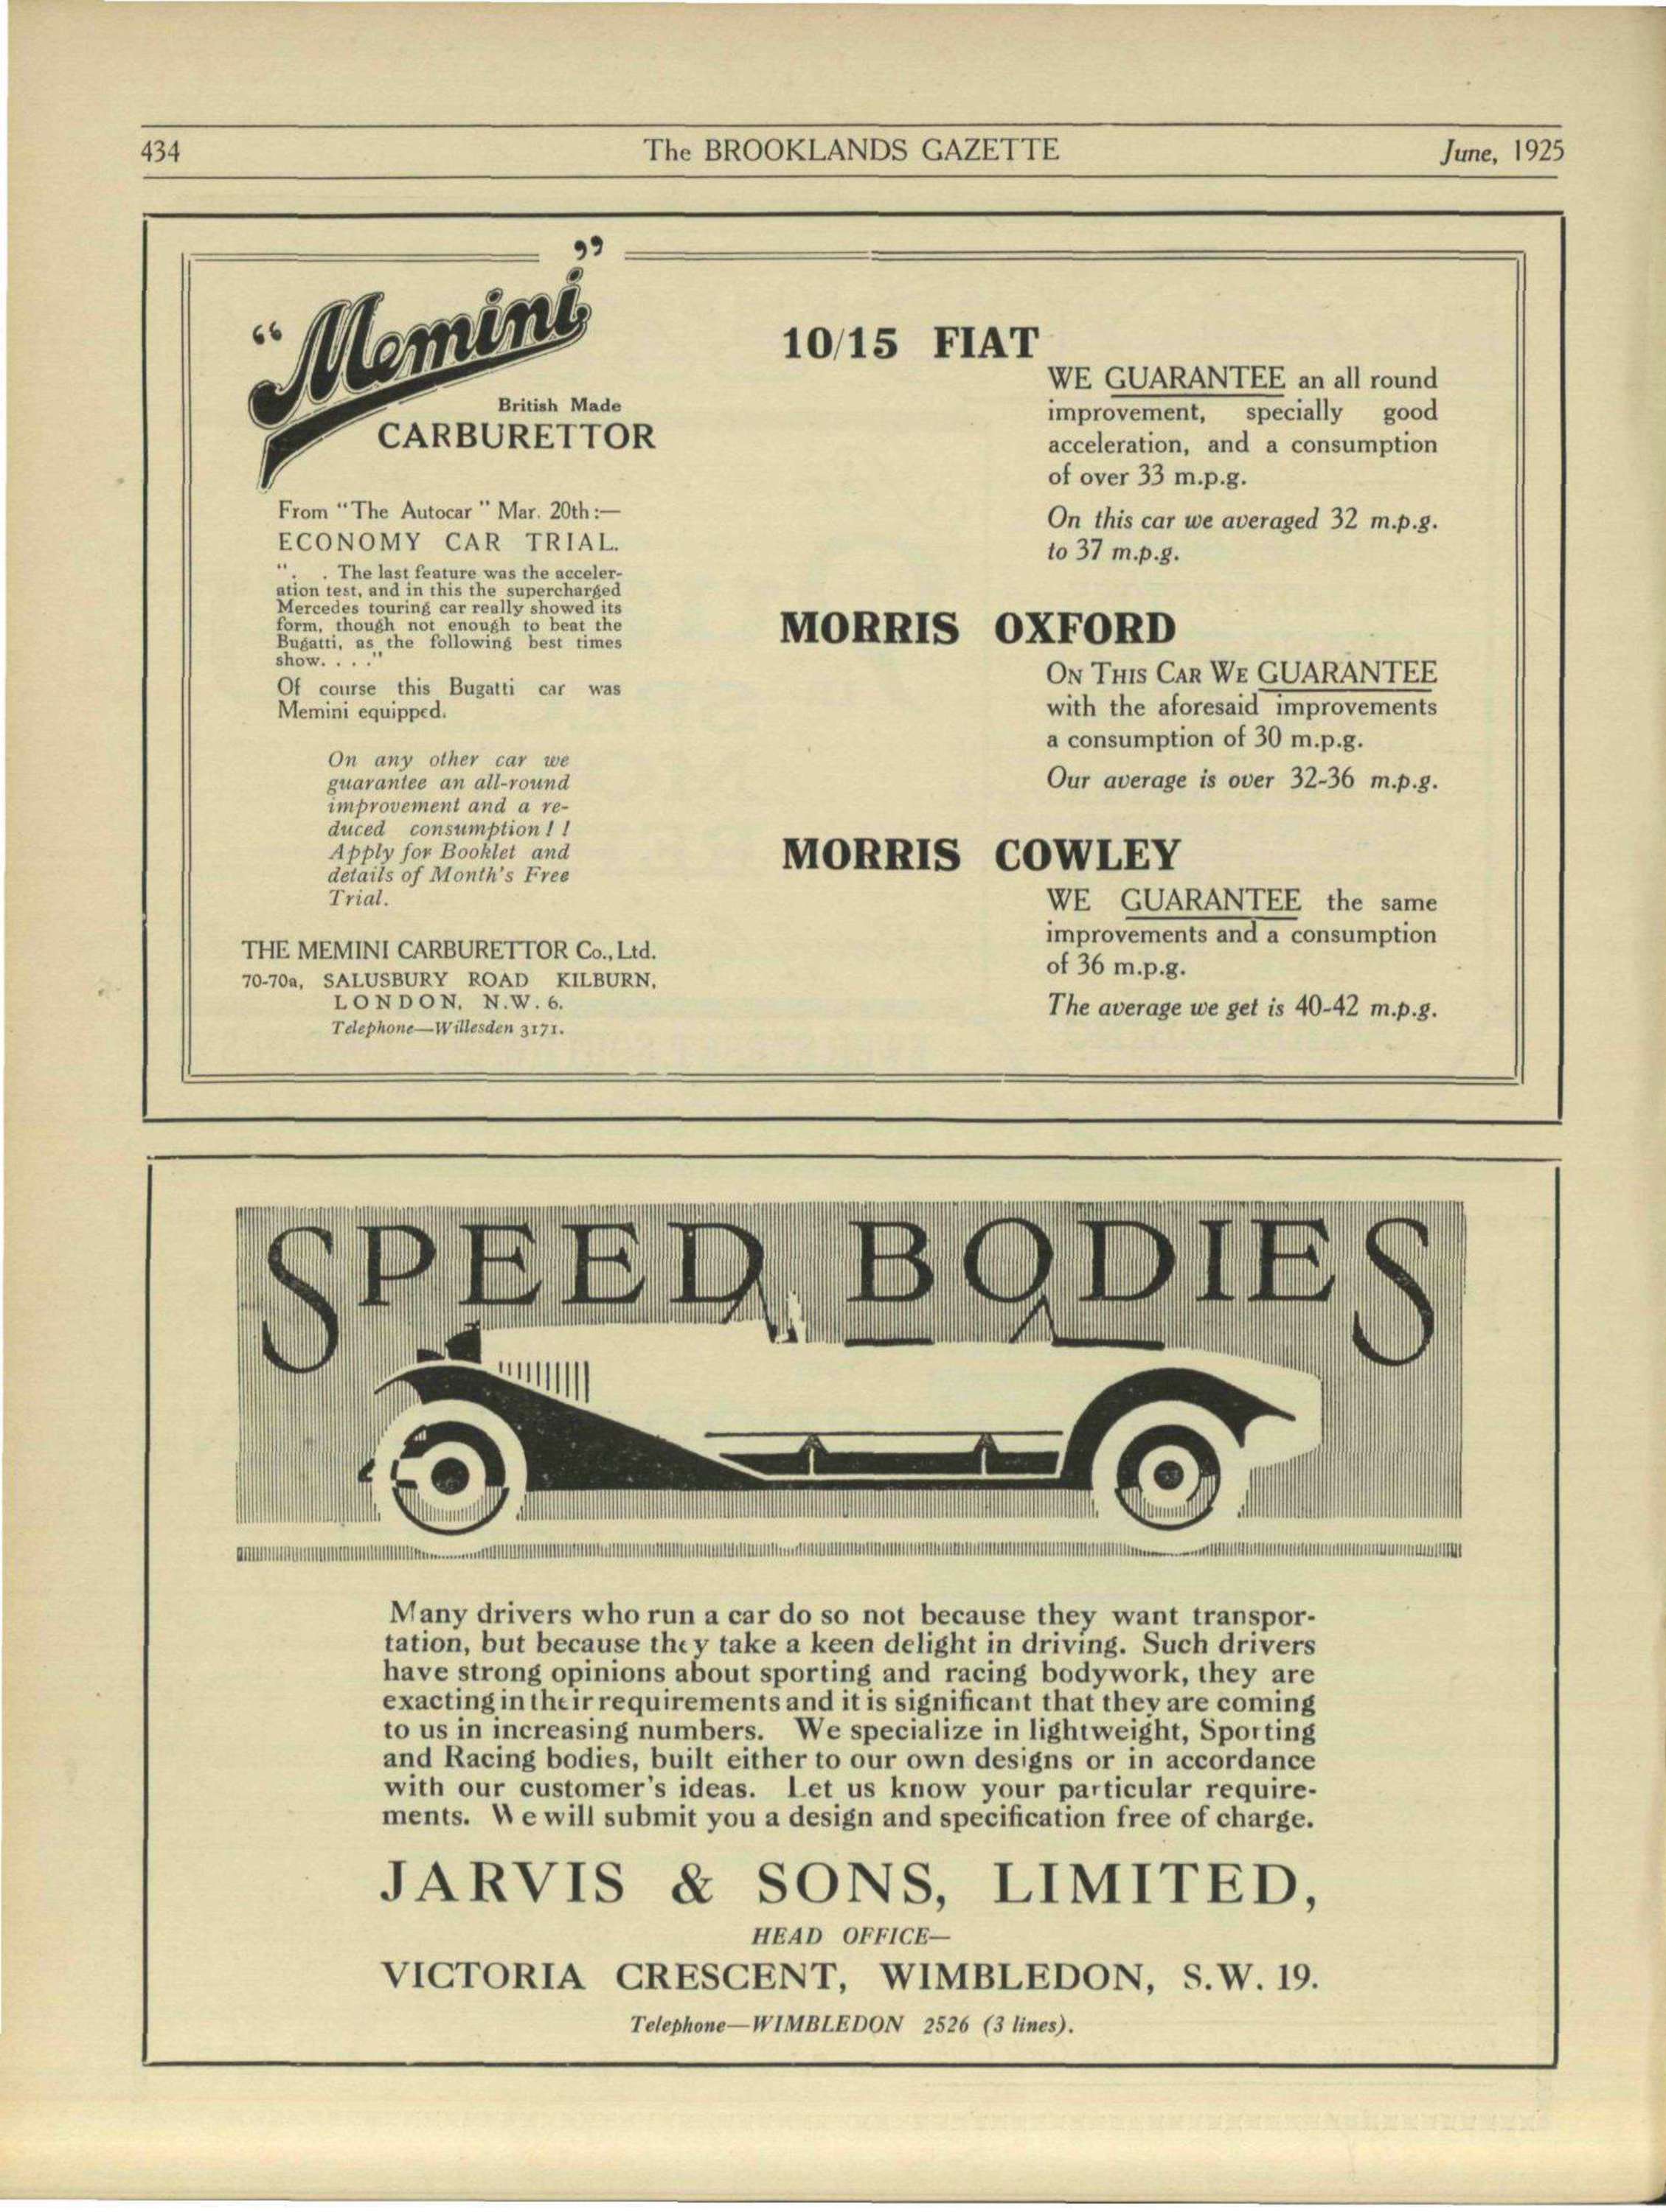 434
The BROOKLANDS GAZETTE
June, 1925
"Memini"
British Made
CARBURETTOR
From "The Autocar" Mar. 20th:—
ECONOMY CAR TRIAL.
". . The last feature was the acceler-
ation test, and in this the supercharged
Mercedes touring car really showed its
form, though not enough to beat the
Bugatti, as the following best times
show. . . ."
Of course this Bugatti car was
Memini equipped.
On any other car we
guarantee an all-round
improvement and a re-
duced consumption ! !
Apply for Booklet and
details of Month's Free
Trial.
THE MEMINI CARBURETTOR Co., Ltd.
70-70a, SALUSBURY ROAD KILBURN,
LONDON, N.W. 6.
Telephone—Willesden 3171.
10/15 FIAT
WE GUARANTEE an all round
improvement, specially good
acceleration, and a consumption
of over 33 m.p.g.
On this car we averaged 32 m.p.g.
to 37 m.p.g.
MORRIS OXFORD
ON THIS CAR WE GUARANTEE
with the aforesaid improvements
a consumption of 30 m.p.g.
Our average is over 32-36 m.p.g.
MORRIS COWLEY
WE GUARANTEE the same
improvements and a consumption
of 36 m.p.g.
The average we get is 40-42 m.p.g.
SPEED BODIES
Many drivers who run a car do so not because they want transpor-
tation, but because they take a keen delight in driving. Such drivers
have strong opinions about sporting and racing bodywork, they are
exacting in their requirements and it is significant that they are coming
to us in increasing numbers. We specialize in lightweight, Sporting
and Racing bodies, built either to our own designs or in accordance
with our customer's ideas. Let us know your particular require-
ments. We will submit you a design and specification free of charge.
JARVIS & SONS, LIMITED,
HEAD OFFICE—
VICTORIA CRESCENT, WIMBLEDON, S.W. 19.
Telephone—WIMBLEDON 2526 (3 lines).